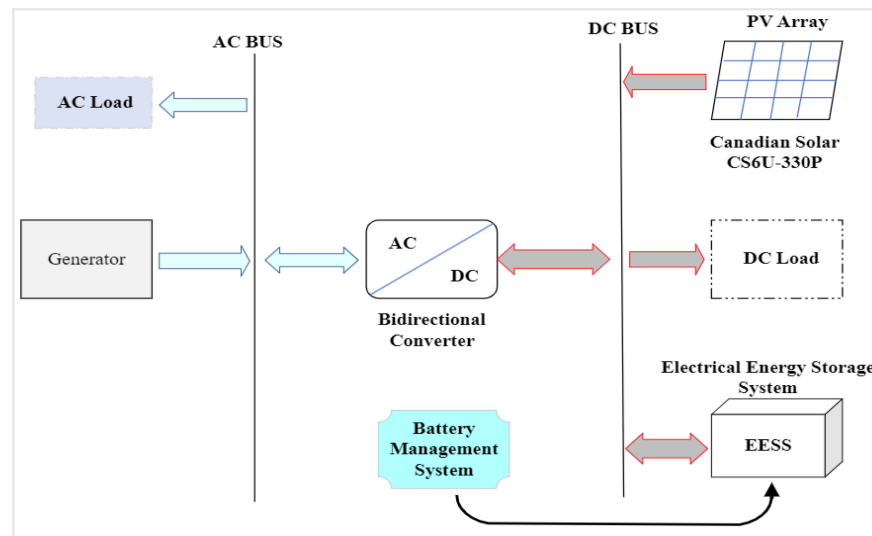 PV Array
AC BUS
DC BUS
AC Load
Canadian Solar
CS6U-330P
Generator
AC
DC
DC Load
Bidirectional
Converter
Electrical Energy Storage
System
Battery
Management
System
EESS